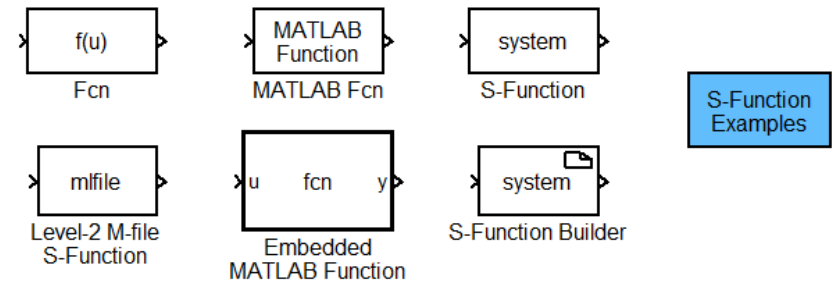 f(u)
Fcn
MATLAB
Function
MATLAB Fcn
system
S-Function
S-Function
Examples
mlfile
Level-2 M-file
S-Function
u fcn y
Embedded
MATLAB Function
system
S-Function Builder